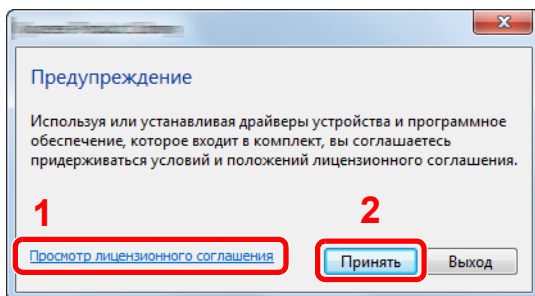 Предупреждение
Используя или устанавливая драйверы устройства и программное
обеспечение, которое входит в комплект, вы соглашаетесь
придерживаться условий и положений лицензионного соглашения.
1
2
Просмотр лицензионного соглашения
Принять
Выход